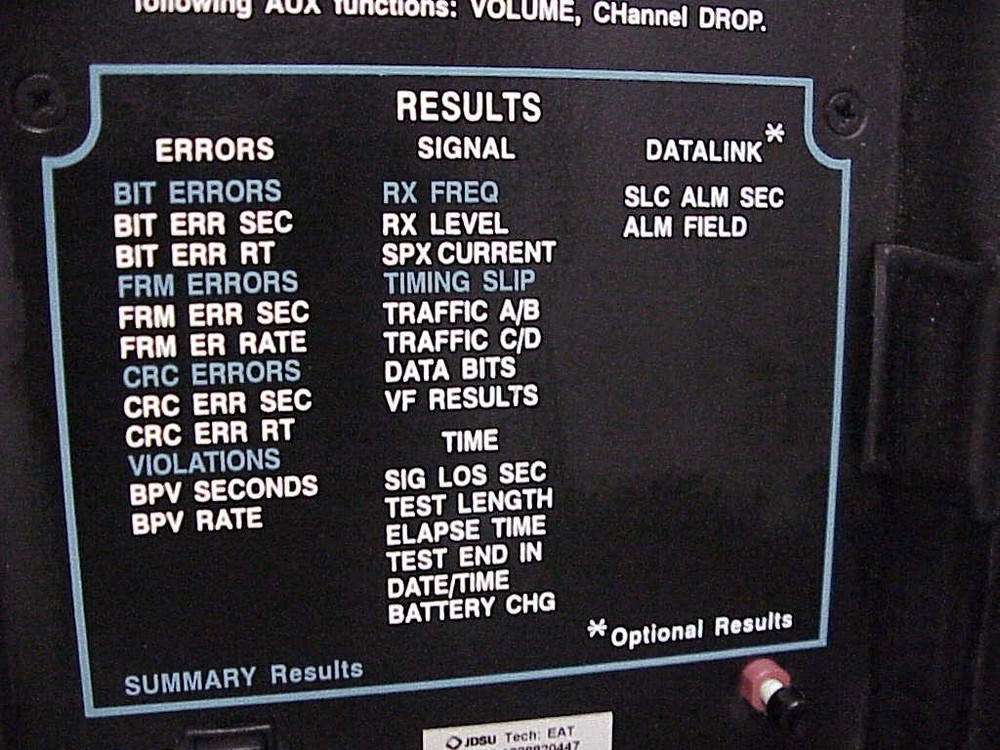 following AUX functions: VOLUME, CHannel DROP.
RESULTS
ERRORS
BIT ERRORS
BIT ERR SEC
BIT ERR RT
FRM ERRORS
FRM ERR SEC
FRM ER RATE
CRC ERRORS
CRC ERR SEC
CRC ERR RT
VIOLATIONS
BPV SECONDS
BPV RATE
SIGNAL
RX FREQ
RX LEVEL
SPX CURRENT
TIMING SLIP
TRAFFIC A/B
TRAFFIC C/D
DATA BITS
VF RESULTS
TIME
SIG LOS SEC
TEST LENGTH
ELAPSE TIME
TEST END IN
DATE/TIME
BATTERY CHG
DATALINK*
SLC ALM SEC
ALM FIELD
*Optional Results
SUMMARY Results
JDSU Tech: EAT